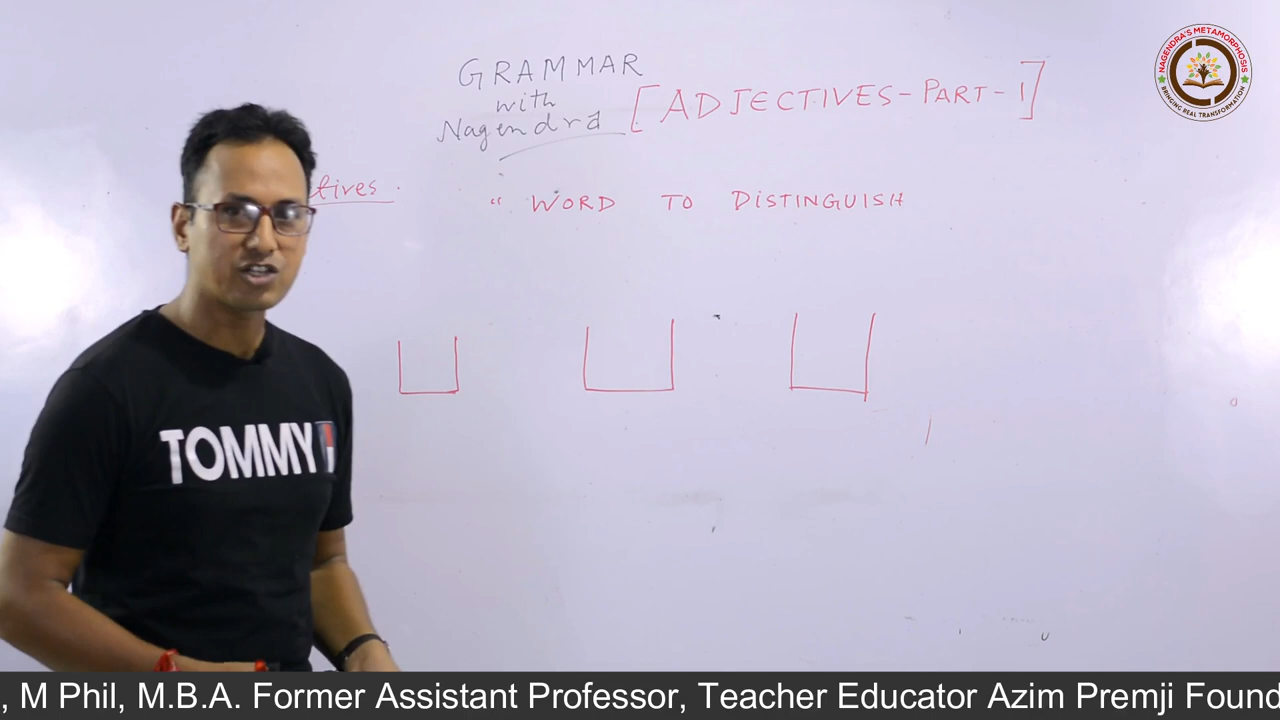 GRAMMAR
with
Nagendra
[ADJECTIVES-PART-1]
tives.
" WORD TO DISTINGUISH
TOMMY
NAGENDRA'S METAMORPHOSIS
BRINGING REAL TRANSFORMATION
, M Phil, M.B.A. Former Assistant Professor, Teacher Educator Azim Premji Found